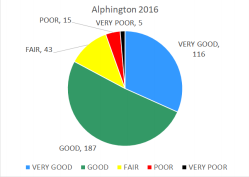 Alphington 2016
POOR, 15
VERY POOR, 5
FAIR, 43
VERY GOOD,
116
GOOD, 187
VERY GOOD GOOD FAIR POOR VERY POOR